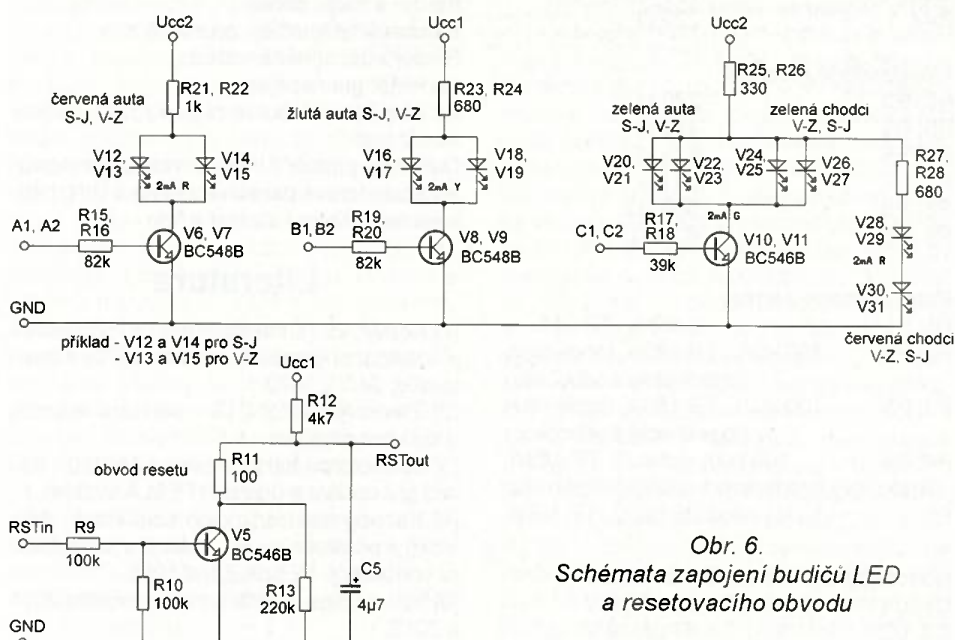 Ucc2
R21, R22
1k
červená auta
S-J, V-Z
V12,
V13
V14,
V15
2mA R
A1, A2
R15,
R16
82k
V6, V7
BC548B
GND
příklad - V12 a V14 pro S-J
- V13 a V15 pro V-Z
Ucc1
R23, R24
680
žlutá auta S-J, V-Z
V16,
V17
V18,
V19
2mA Y
B1, B2
R19,
R20
82k
V8, V9
BC548B
Ucc2
R25, R26
330
zelená auta
S-J, V-Z
zelená chodci
V-Z, S-J
V20,
V21
V22,
V23
V24,
V25
V26,
V27
2mA G
C1, C2
R17,
R18
39k
V10, V11
BC546B
R27,
R28
680
V28,
V29
2mA R
V30
V31
červená chodci
V-Z, S-J
Ucc1
R12
4k7
RSTout
R11
100
obvod resetu
RSTin
R9
100k
V5
BC546B
R10
100k
R13
220k
C5
4µ7
GND
Obr. 6.
Schémata zapojení budičů LED
a resetovacího obvodu